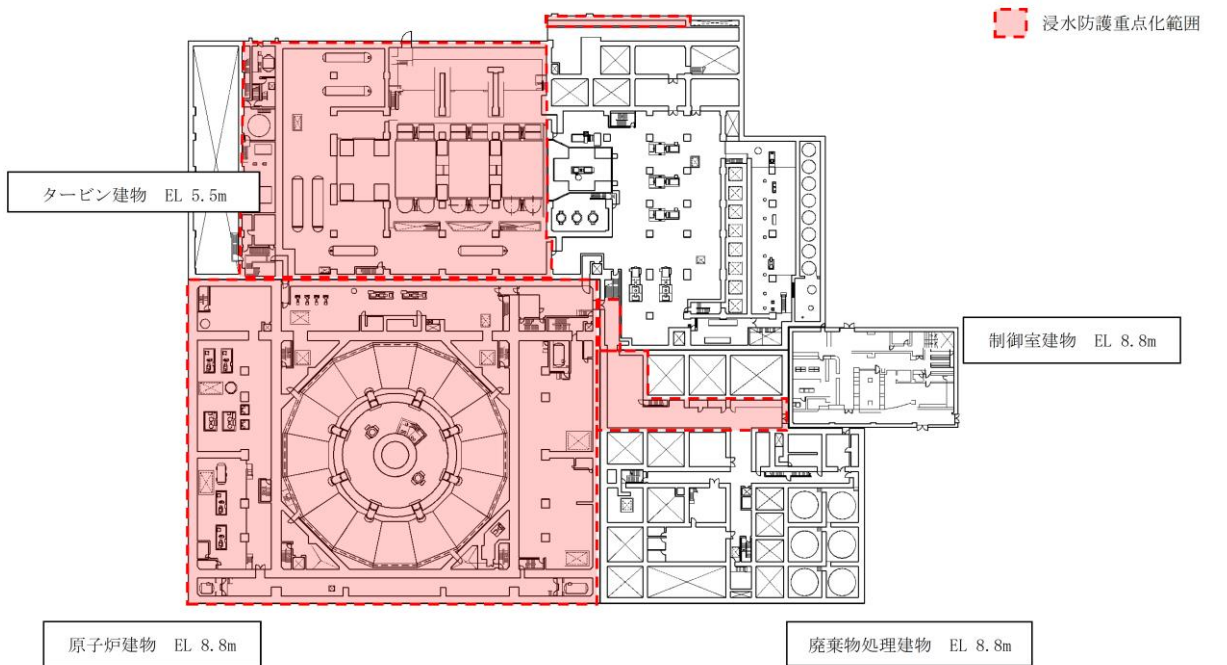 浸水防護重点化範囲
タービン建物 EL 5.5m
制御室建物 EL 8.8m
原子炉建物 EL 8.8m
廃棄物処理建物 EL 8.8m